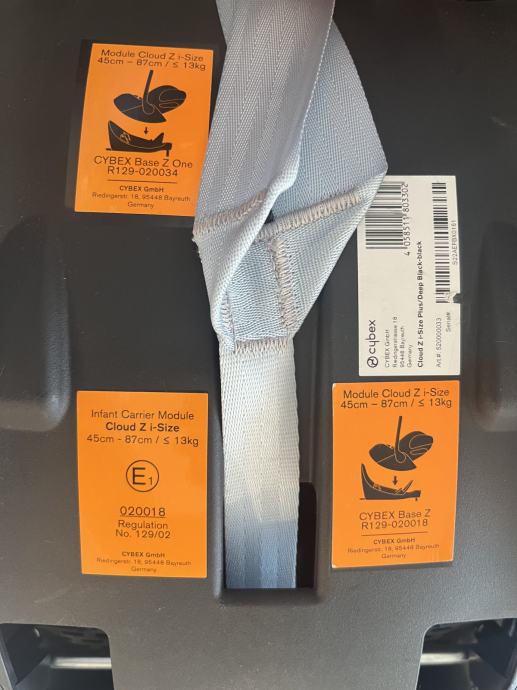 Module Cloud Z i-Size
45cm – 87cm / ≤ 13kg
CYBEX Base Z One
R129-020034
CYBEX GmbH
Riedingerstr. 18, 95448 Bayreuth
Germany
4 058511 803302
cybex
CYBEX GmbH
Riedingerstrasse 18
95448 Bayreuth
Germany
Cloud Z i-Size Plus/Deep Black-black
Art.#: 520000033
Serial#:
Infant Carrier Module
Cloud Z i-Size
45cm - 87cm / ≤ 13kg
E1
020018
Regulation
No. 129/02
CYBEX GmbH
Riedingerstr. 18, 95448 Bayreuth
Germany
Module Cloud Z i-Size
45cm – 87cm / ≤ 13kg
CYBEX Base Z
R129-020018
CYBEX GmbH
Riedingerstr. 18, 95448 Bayreuth
Germany